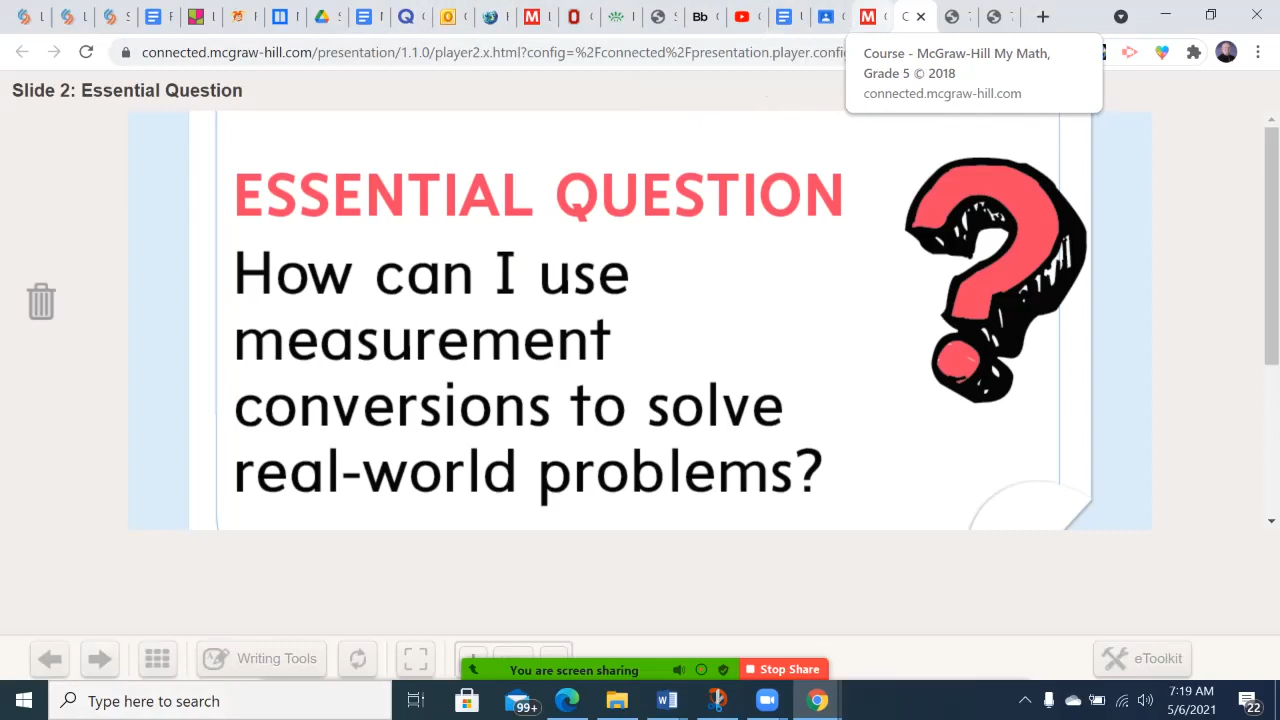 connected.mcgraw-hill.com/presentation/1.1.0/player2.x.html?config=%2Fconnected%2Fpresentation.player.config
Course - McGraw-Hill My Math,
Grade 5 © 2018
connected.mcgraw-hill.com
Slide 2: Essential Question
ESSENTIAL QUESTION
How can I use
measurement
conversions to solve
real-world problems?
Writing Tools
eToolkit
You are screen sharing
Stop Share
Type here to search
99+
7:19 AM
5/6/2021
22